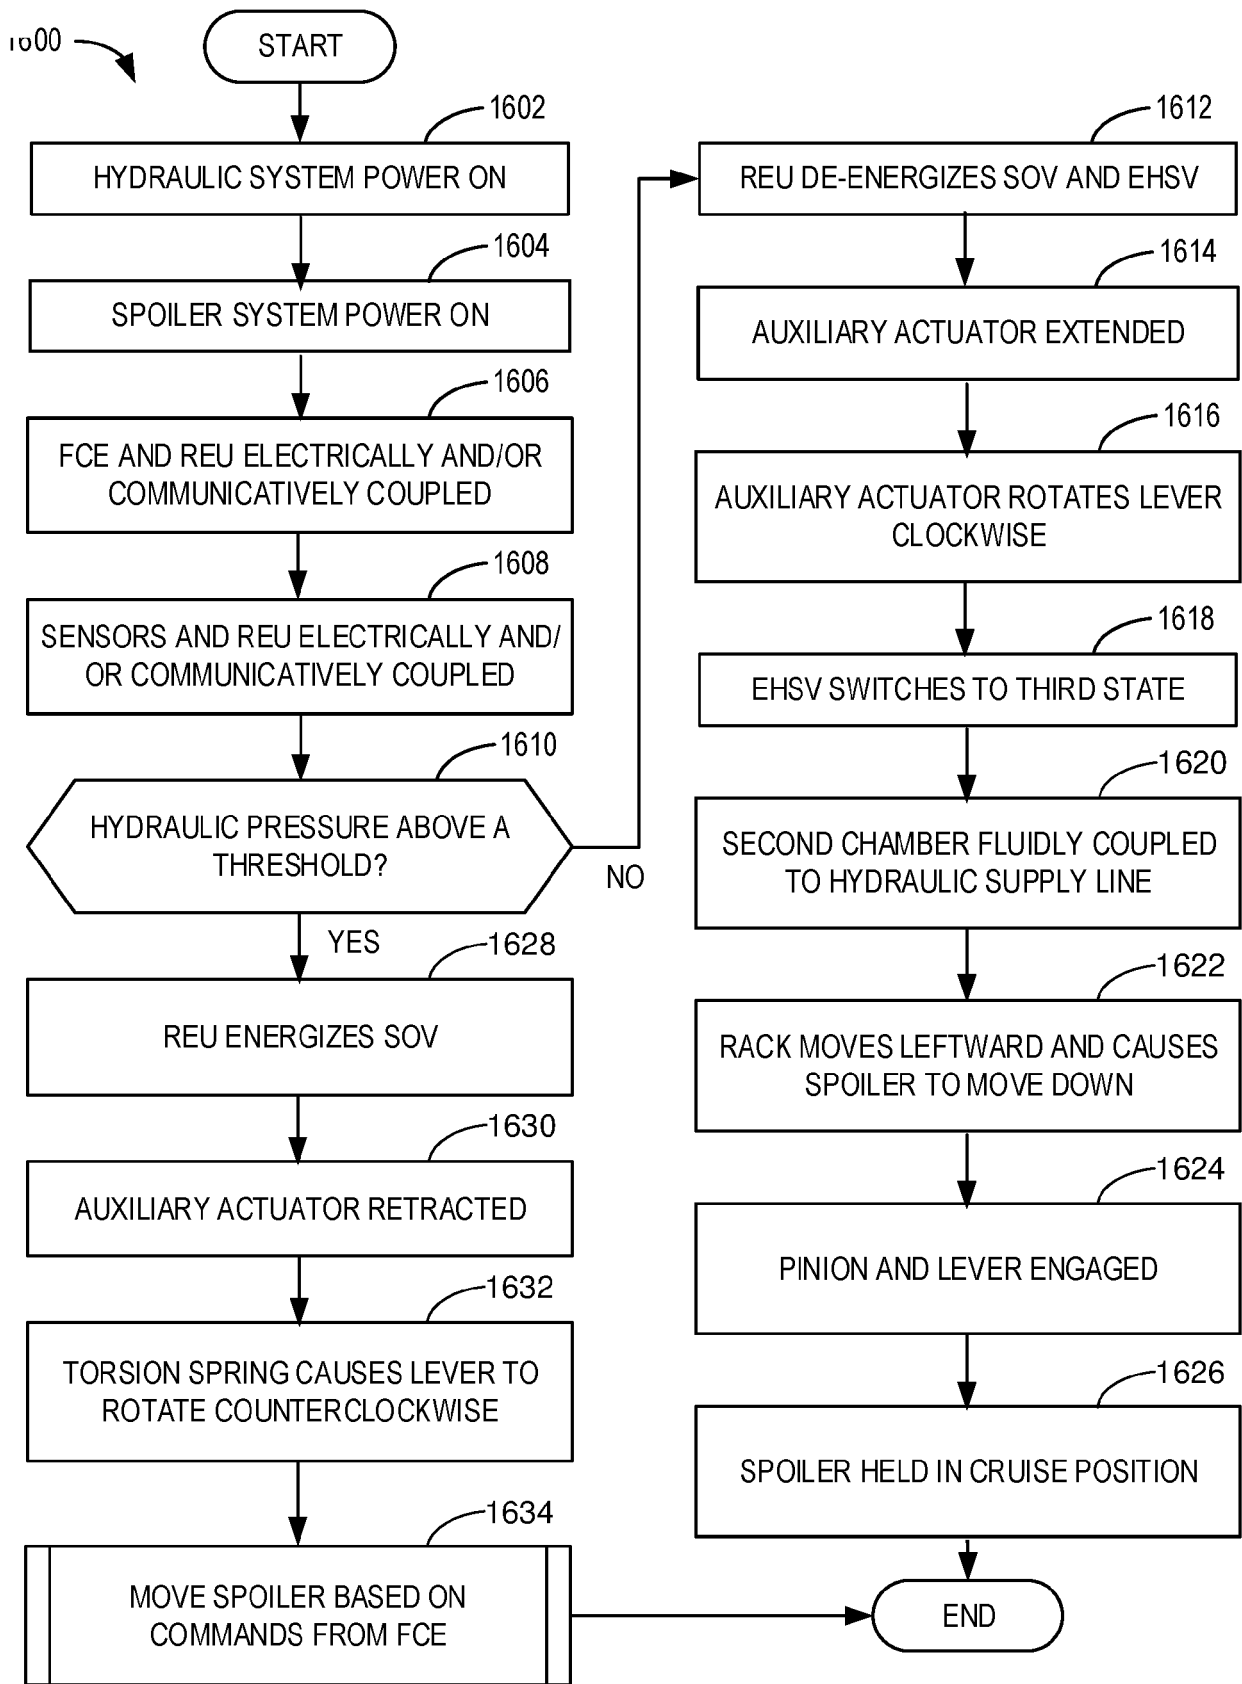 1600
START
1602
HYDRAULIC SYSTEM POWER ON
1604
SPOILER SYSTEM POWER ON
1606
FCE AND REU ELECTRICALLY AND/OR
COMMUNICATIVELY COUPLED
1608
SENSORS AND REU ELECTRICALLY AND/
OR COMMUNICATIVELY COUPLED
1610
HYDRAULIC PRESSURE ABOVE A
THRESHOLD?
NO
YES
1628
REU ENERGIZES SOV
1630
AUXILIARY ACTUATOR RETRACTED
1632
TORSION SPRING CAUSES LEVER TO
ROTATE COUNTERCLOCKWISE
1634
MOVE SPOILER BASED ON
COMMANDS FROM FCE
1612
REU DE-ENERGIZES SOV AND EHSV
1614
AUXILIARY ACTUATOR EXTENDED
1616
AUXILIARY ACTUATOR ROTATES LEVER
CLOCKWISE
1618
EHSV SWITCHES TO THIRD STATE
1620
SECOND CHAMBER FLUIDLY COUPLED
TO HYDRAULIC SUPPLY LINE
1622
RACK MOVES LEFTWARD AND CAUSES
SPOILER TO MOVE DOWN
1624
PINION AND LEVER ENGAGED
1626
SPOILER HELD IN CRUISE POSITION
END